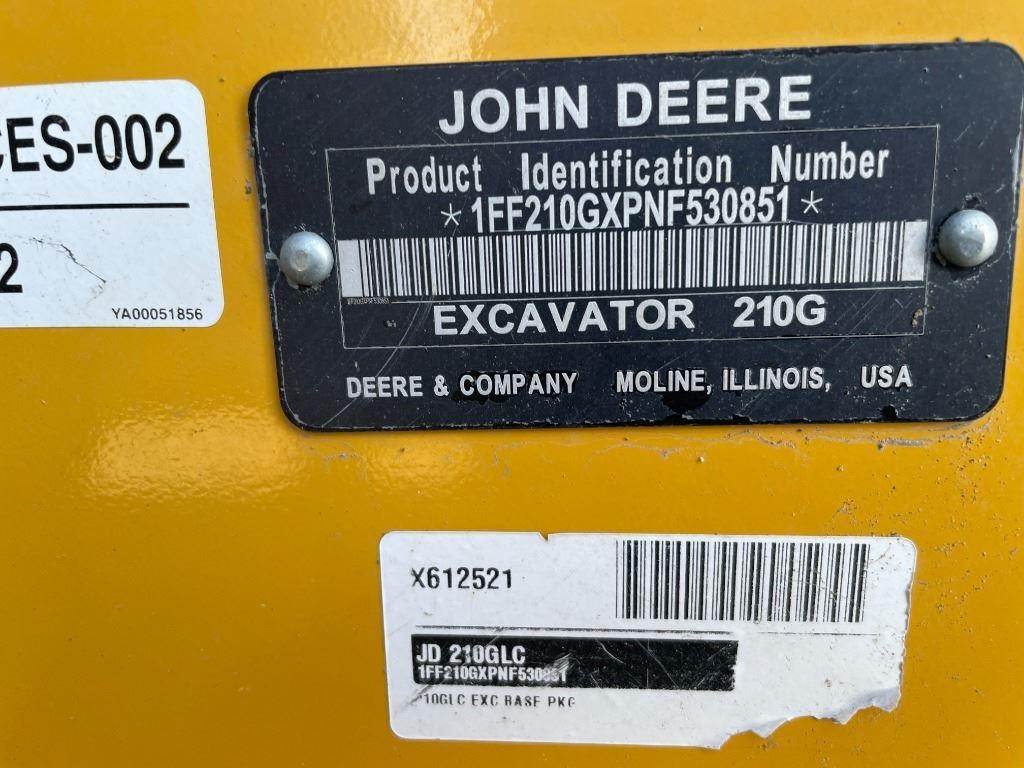 CES-002
2
YA00051856
JOHN DEERE
Product Identification Number
*1FF210GXPNF530851*
EXCAVATOR 210G
DEERE & COMPANY MOLINE, ILLINOIS, USA
X612521
JD 210GLC
1FF210GXPNF530851
210GLC EXC BASE PKG